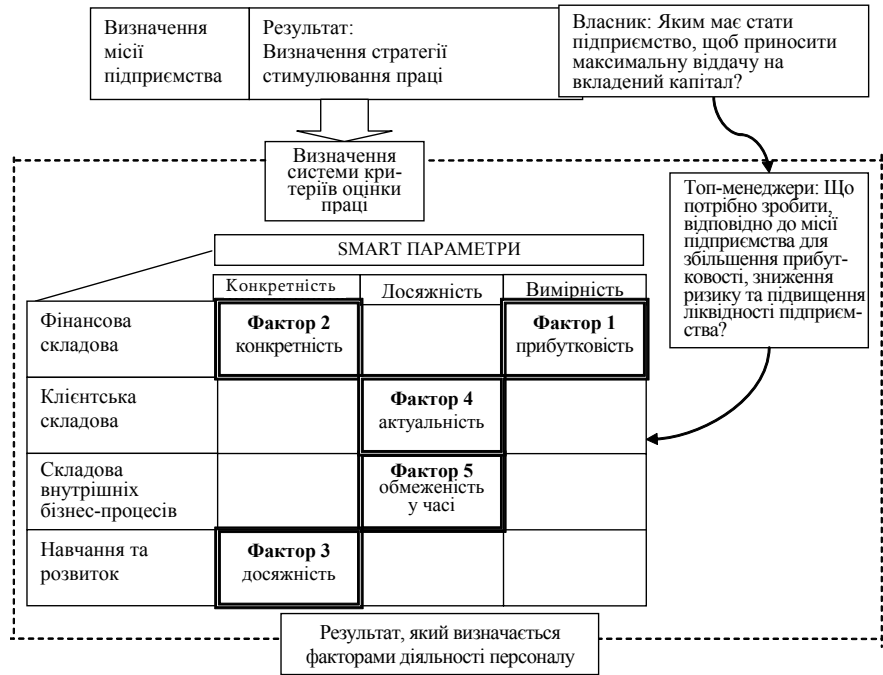 Визначення
місії
підприємства
Результат:
Визначення стратегії
стимулювання праці
Власник: Яким має стати
підприємство, щоб приносити
максимальну віддачу на
вкладений капітал?
Визначення
системи кри-
теріїв оцінки
праці
Топ-менеджери: Що
потрібно зробити,
відповідно до місії
підприємства для
збільшення прибут-
ковості, зниження
ризику та підвищення
ліквідності підприєм-
ства?
SMART ПАРАМЕТРИ
Конкретність
Досяжність
Вимірність
Фінансова
складова
Фактор 2
конкретність
Фактор 1
прибутковість
Клієнтська
складова
Фактор 4
актуальність
Складова
внутрішніх
бізнес-процесів
Фактор 5
обмеженість
у часі
Навчання та
розвиток
Фактор 3
досяжність
Результат, який визначається
факторами діяльності персоналу